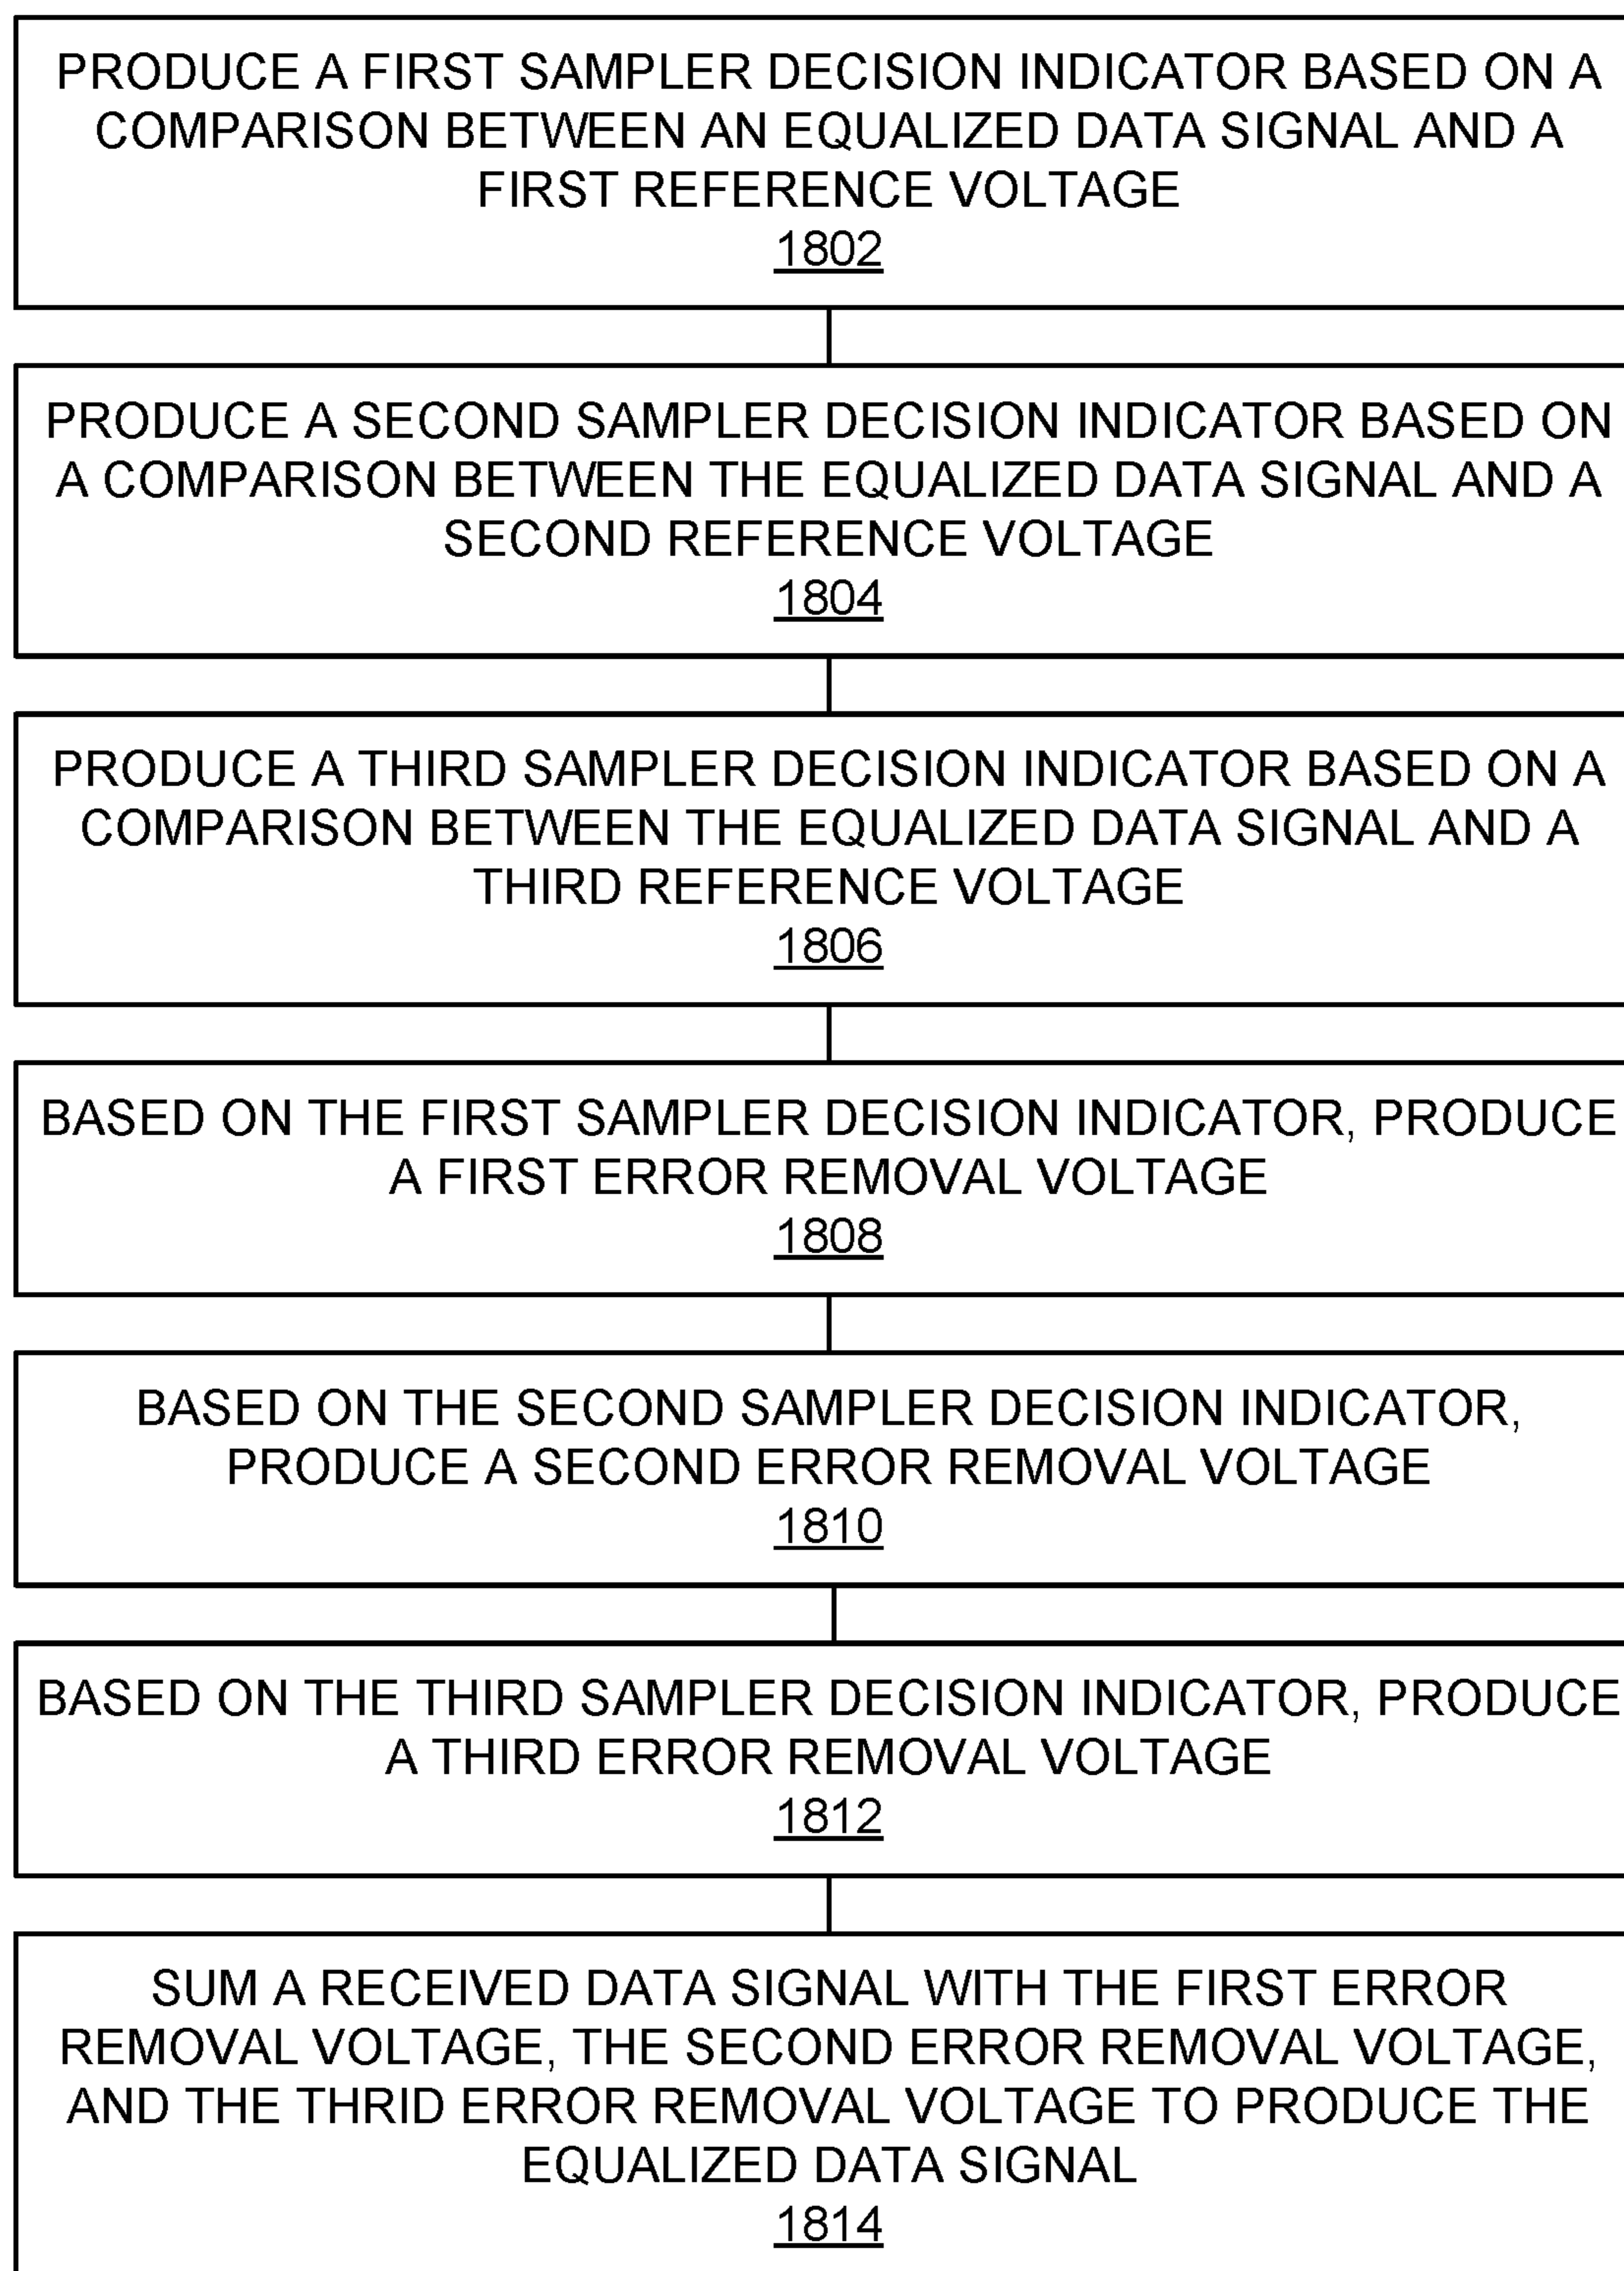 PRODUCE A FIRST SAMPLER DECISION INDICATOR BASED ON A
COMPARISON BETWEEN AN EQUALIZED DATA SIGNAL AND A
FIRST REFERENCE VOLTAGE
1802
PRODUCE A SECOND SAMPLER DECISION INDICATOR BASED ON
A COMPARISON BETWEEN THE EQUALIZED DATA SIGNAL AND A
SECOND REFERENCE VOLTAGE
1804
PRODUCE A THIRD SAMPLER DECISION INDICATOR BASED ON A
COMPARISON BETWEEN THE EQUALIZED DATA SIGNAL AND A
THIRD REFERENCE VOLTAGE
1806
BASED ON THE FIRST SAMPLER DECISION INDICATOR, PRODUCE
A FIRST ERROR REMOVAL VOLTAGE
1808
BASED ON THE SECOND SAMPLER DECISION INDICATOR,
PRODUCE A SECOND ERROR REMOVAL VOLTAGE
1810
BASED ON THE THIRD SAMPLER DECISION INDICATOR, PRODUCE
A THIRD ERROR REMOVAL VOLTAGE
1812
SUM A RECEIVED DATA SIGNAL WITH THE FIRST ERROR
REMOVAL VOLTAGE, THE SECOND ERROR REMOVAL VOLTAGE,
AND THE THRID ERROR REMOVAL VOLTAGE TO PRODUCE THE
EQUALIZED DATA SIGNAL
1814